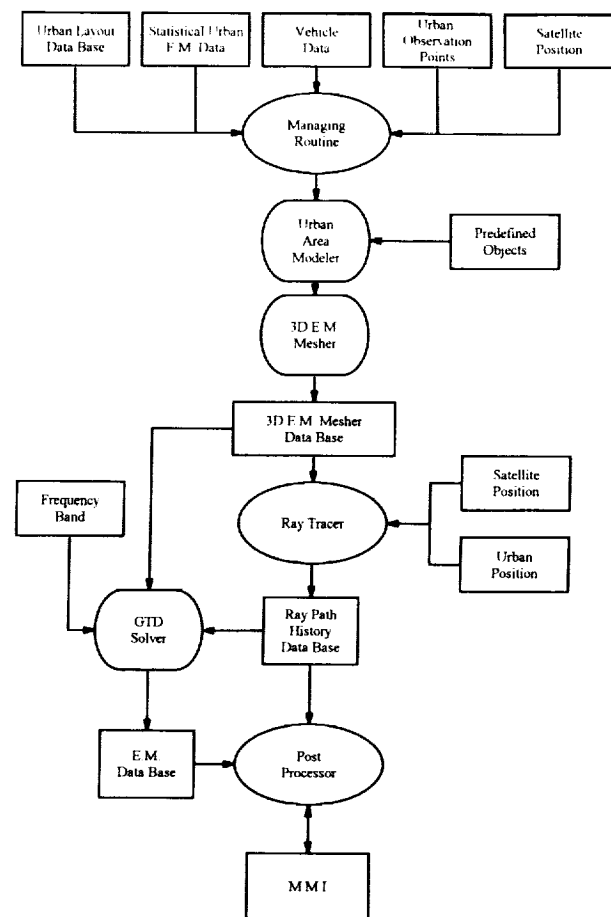 Urban Layout
Data Base
Statistical Urban
E.M. Data
Vehicle
Data
Urban
Observation
Points
Satellite
Position
Managing
Routine
Urban
Area
Modeler
Predefined
Objects
3D E M
Mesher
3D E.M. Mesher
Data Base
Satellite
Position
Frequency
Band
Ray Tracer
Urban
Position
GTD
Solver
Ray Path
History
Data Base
E.M.
Data Base
Post
Processor
M M I